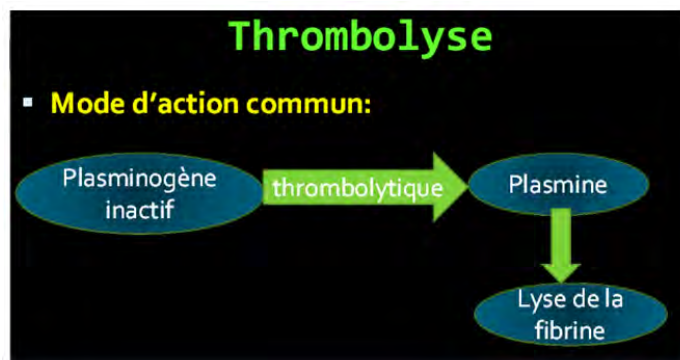 Thrombolyse
▪ Mode d'action commun:
Plasminogène
inactif
thrombolytique
Plasmine
Lyse de la
fibrine